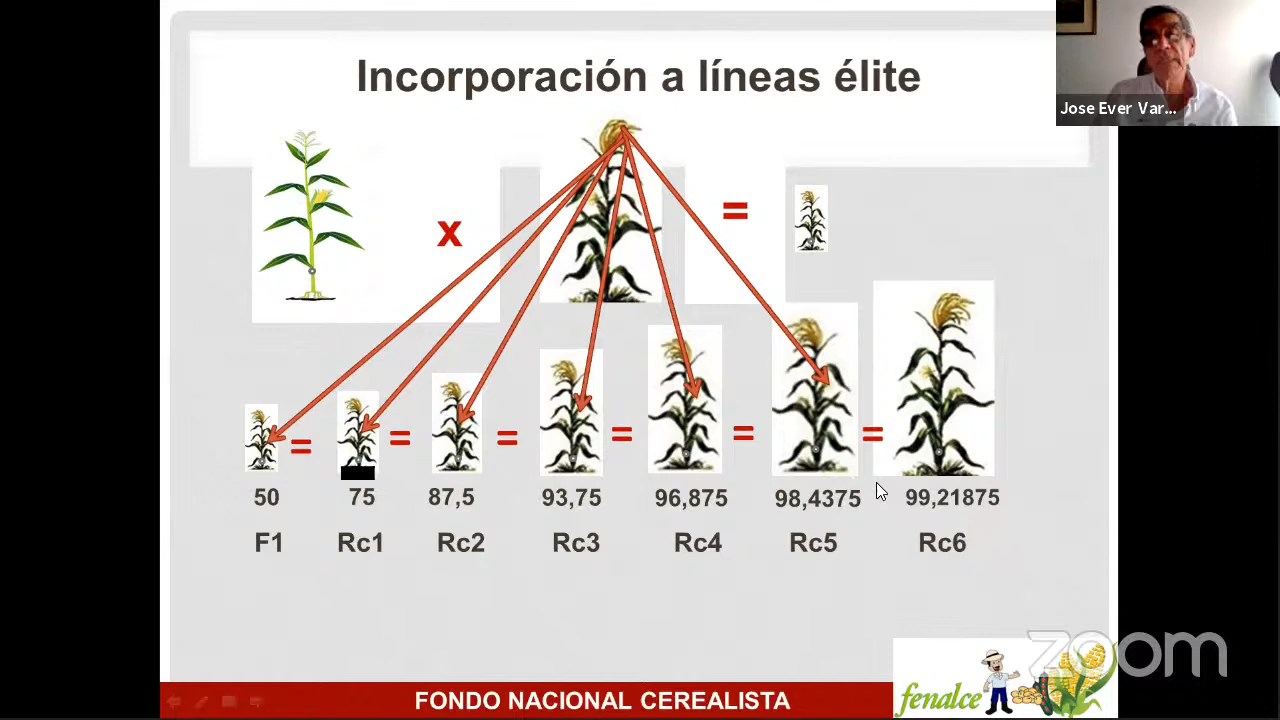 Incorporación a líneas élite
Jose Ever Var...
x
=
= = = = = =
50 75 87,5 93,75 96,875 98,4375 99,21875
F1 Rc1 Rc2 Rc3 Rc4 Rc5 Rc6
zoom
FONDO NACIONAL CEREALISTA
fenalce